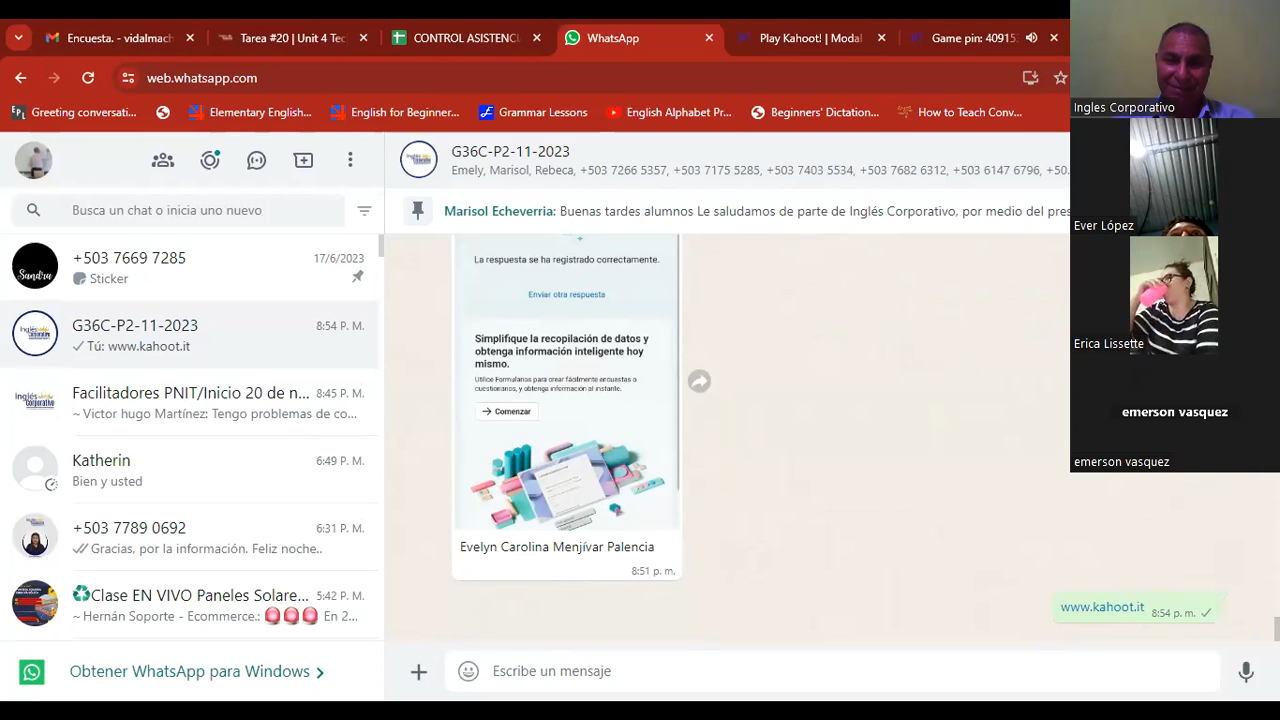 Encuesta. - vidalmach
Tarea #20 | Unit 4 Tec
CONTROL ASISTENCI
WhatsApp
Play Kahoot! | Modal
Game pin: 40915
web.whatsapp.com
Greeting conversati...
Elementary English...
English for Beginner...
Grammar Lessons
English Alphabet Pr...
Beginners' Dictation...
How to Teach Conv...
G36C-P2-11-2023
Emely, Marisol, Rebeca, +503 7266 5357, +503 7175 5285, +503 7403 5534, +503 7682 6312, +503 6147 6796, +50.
Busca un chat o inicia uno nuevo
Marisol Echeverria: Buenas tardes alumnos Le saludamos de parte de Inglés Corporativo, por medio del pres
Sandra
+503 7669 7285
17/6/2023
Sticker
G36C-P2-11-2023
8:54 P. M.
Tú: www.kahoot.it
Facilitadores PNIT/Inicio 20 de n...
8:45 P. M.
~ Victor hugo Martínez: Tengo problemas de co...
Katherin
6:49 P. M.
Bien y usted
+503 7789 0692
6:31 P. M.
Gracias, por la información. Feliz noche..
Clase EN VIVO Paneles Solare...
5:42 P. M.
~ Hernán Soporte - Ecommerce.: En 2...
Obtener WhatsApp para Windows
La respuesta se ha registrado correctamente.
Enviar otra respuesta
Simplifique la recopilación de datos y
obtenga información inteligente hoy
mismo.
Utilice Formularios para crear fácilmente encuestas o
cuestionarios, y obtenga información al instante.
Comenzar
Evelyn Carolina Menjívar Palencia
8:51 p. m.
www.kahoot.it
8:54 p. m.
Escribe un mensaje
Ingles Corporativo
Ever López
Erica Lissette
emerson vasquez
emerson vasquez